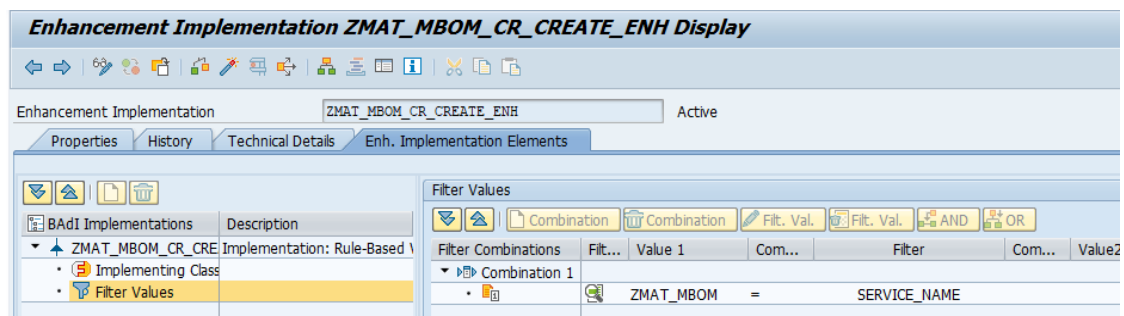 Enhancement Implementation ZMAT_MBOM_CR_CREATE_ENH Display
Enhancement Implementation ZMAT_MBOM_CR_CREATE_ENH Active
Properties History Technical Details Enh. Implementation Elements
Filter Values
Combination Combination Filt. Val. Filt. Val. AND OR
BAdI Implementations Description
Filter Combinations Filt... Value 1 Com... Filter Com... Value2
ZMAT_MBOM_CR_CRE Implementation: Rule-Based
Combination 1
Implementing Class
Filter Values
ZMAT_MBOM = SERVICE_NAME